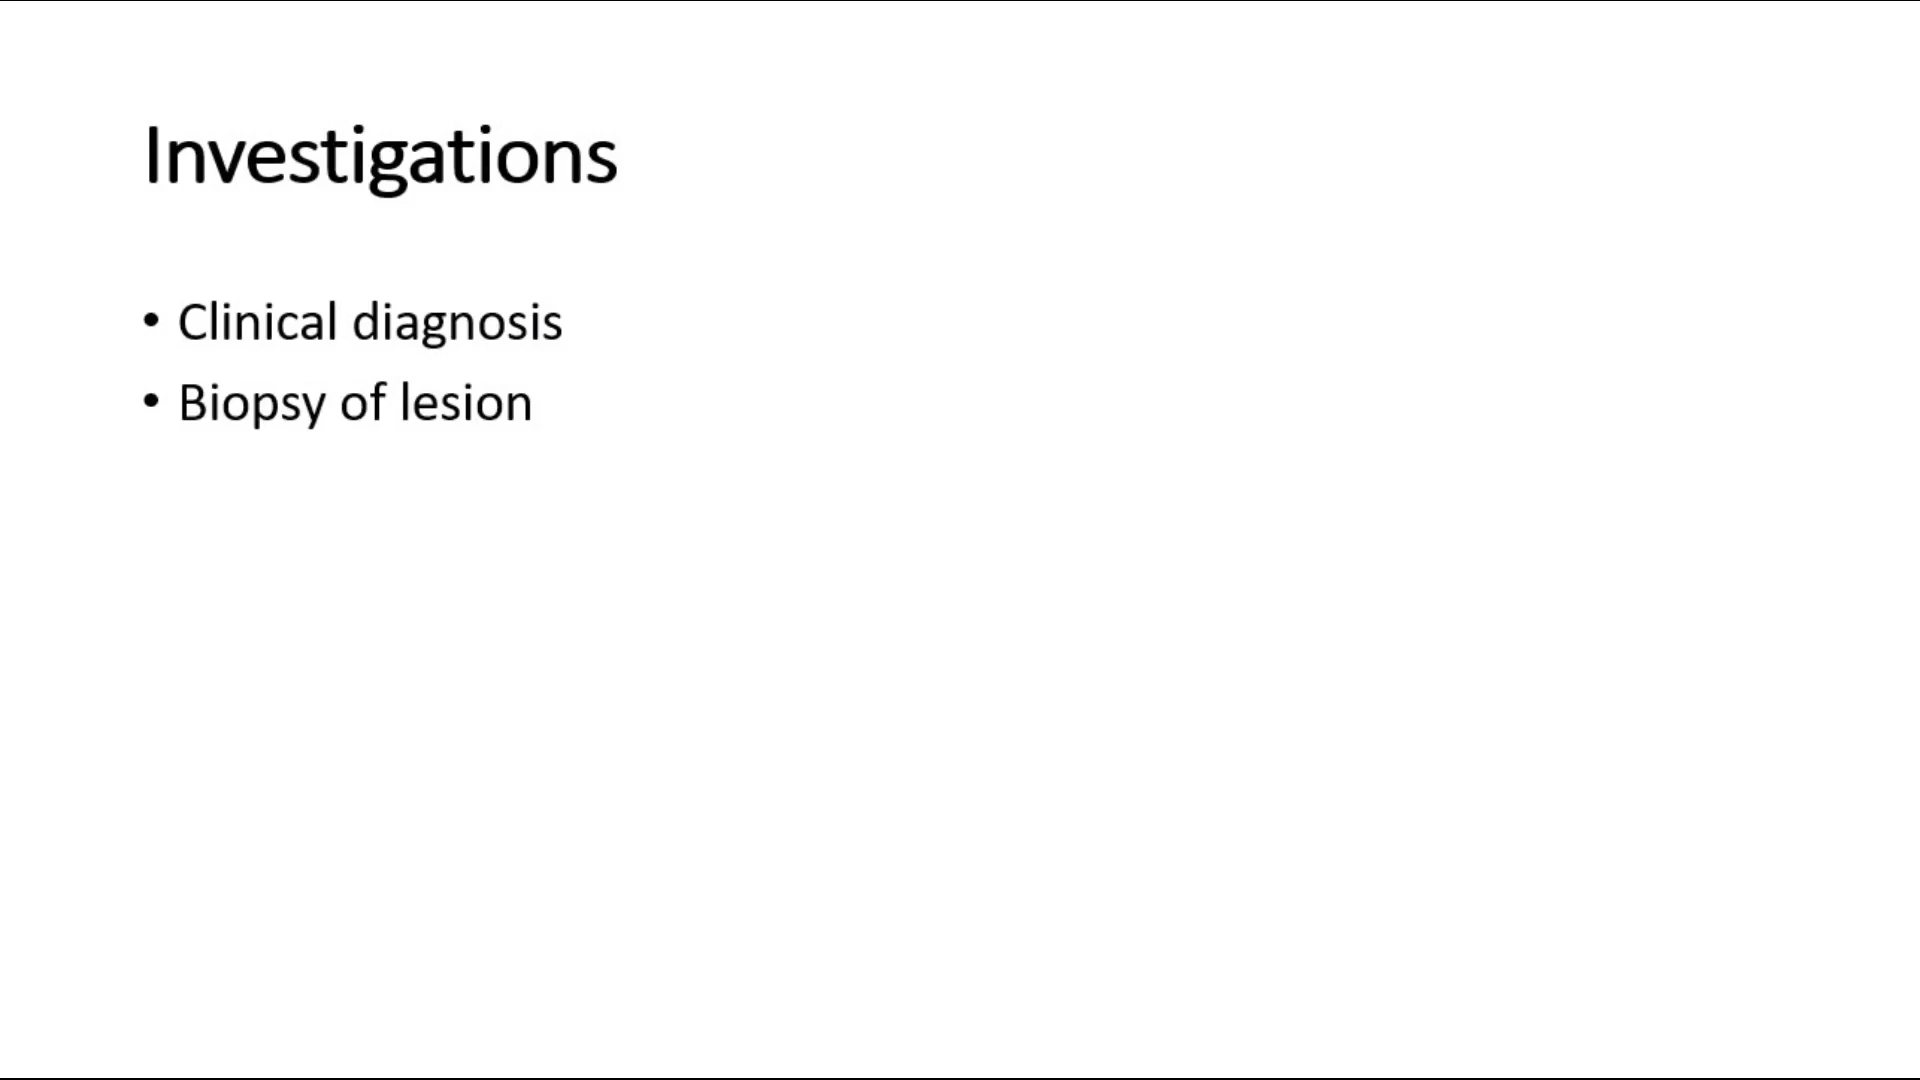 Investigations
• Clinical diagnosis
• Biopsy of lesion